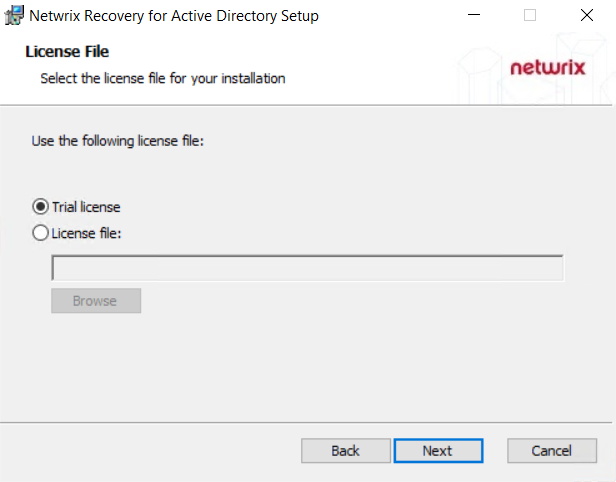 Netwrix Recovery for Active Directory Setup
License File
Select the license file for your installation
netwrix
Use the following license file:
Trial license
License file:
Browse
Back
Next
Cancel